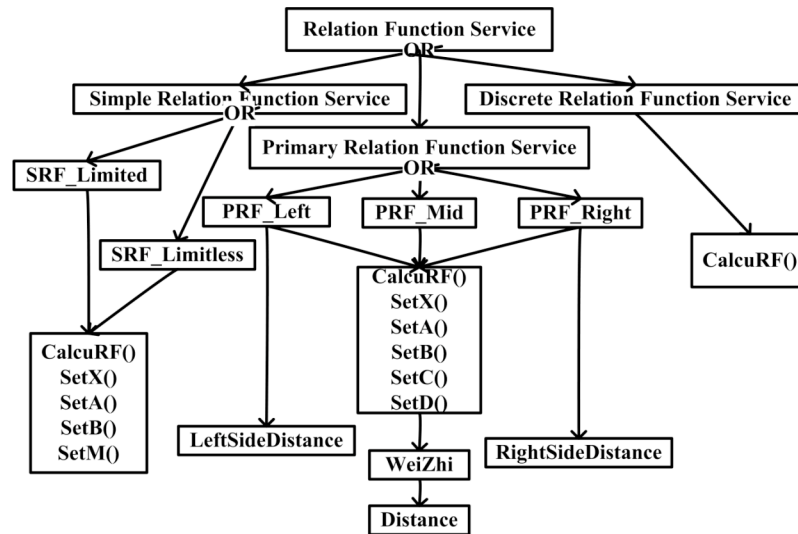 Relation Function Service
OR
Simple Relation Function Service
Discrete Relation Function Service
OR
Primary Relation Function Service
OR
SRF_Limited
PRF_Left
PRF_Mid
PRF_Right
SRF_Limitless
CalcuRF()
CalcuRF()
SetX()
SetA()
SetB()
SetC()
SetD()
CalcuRF()
SetX()
SetA()
SetB()
SetM()
LeftSideDistance
WeiZhi
RightSideDistance
Distance